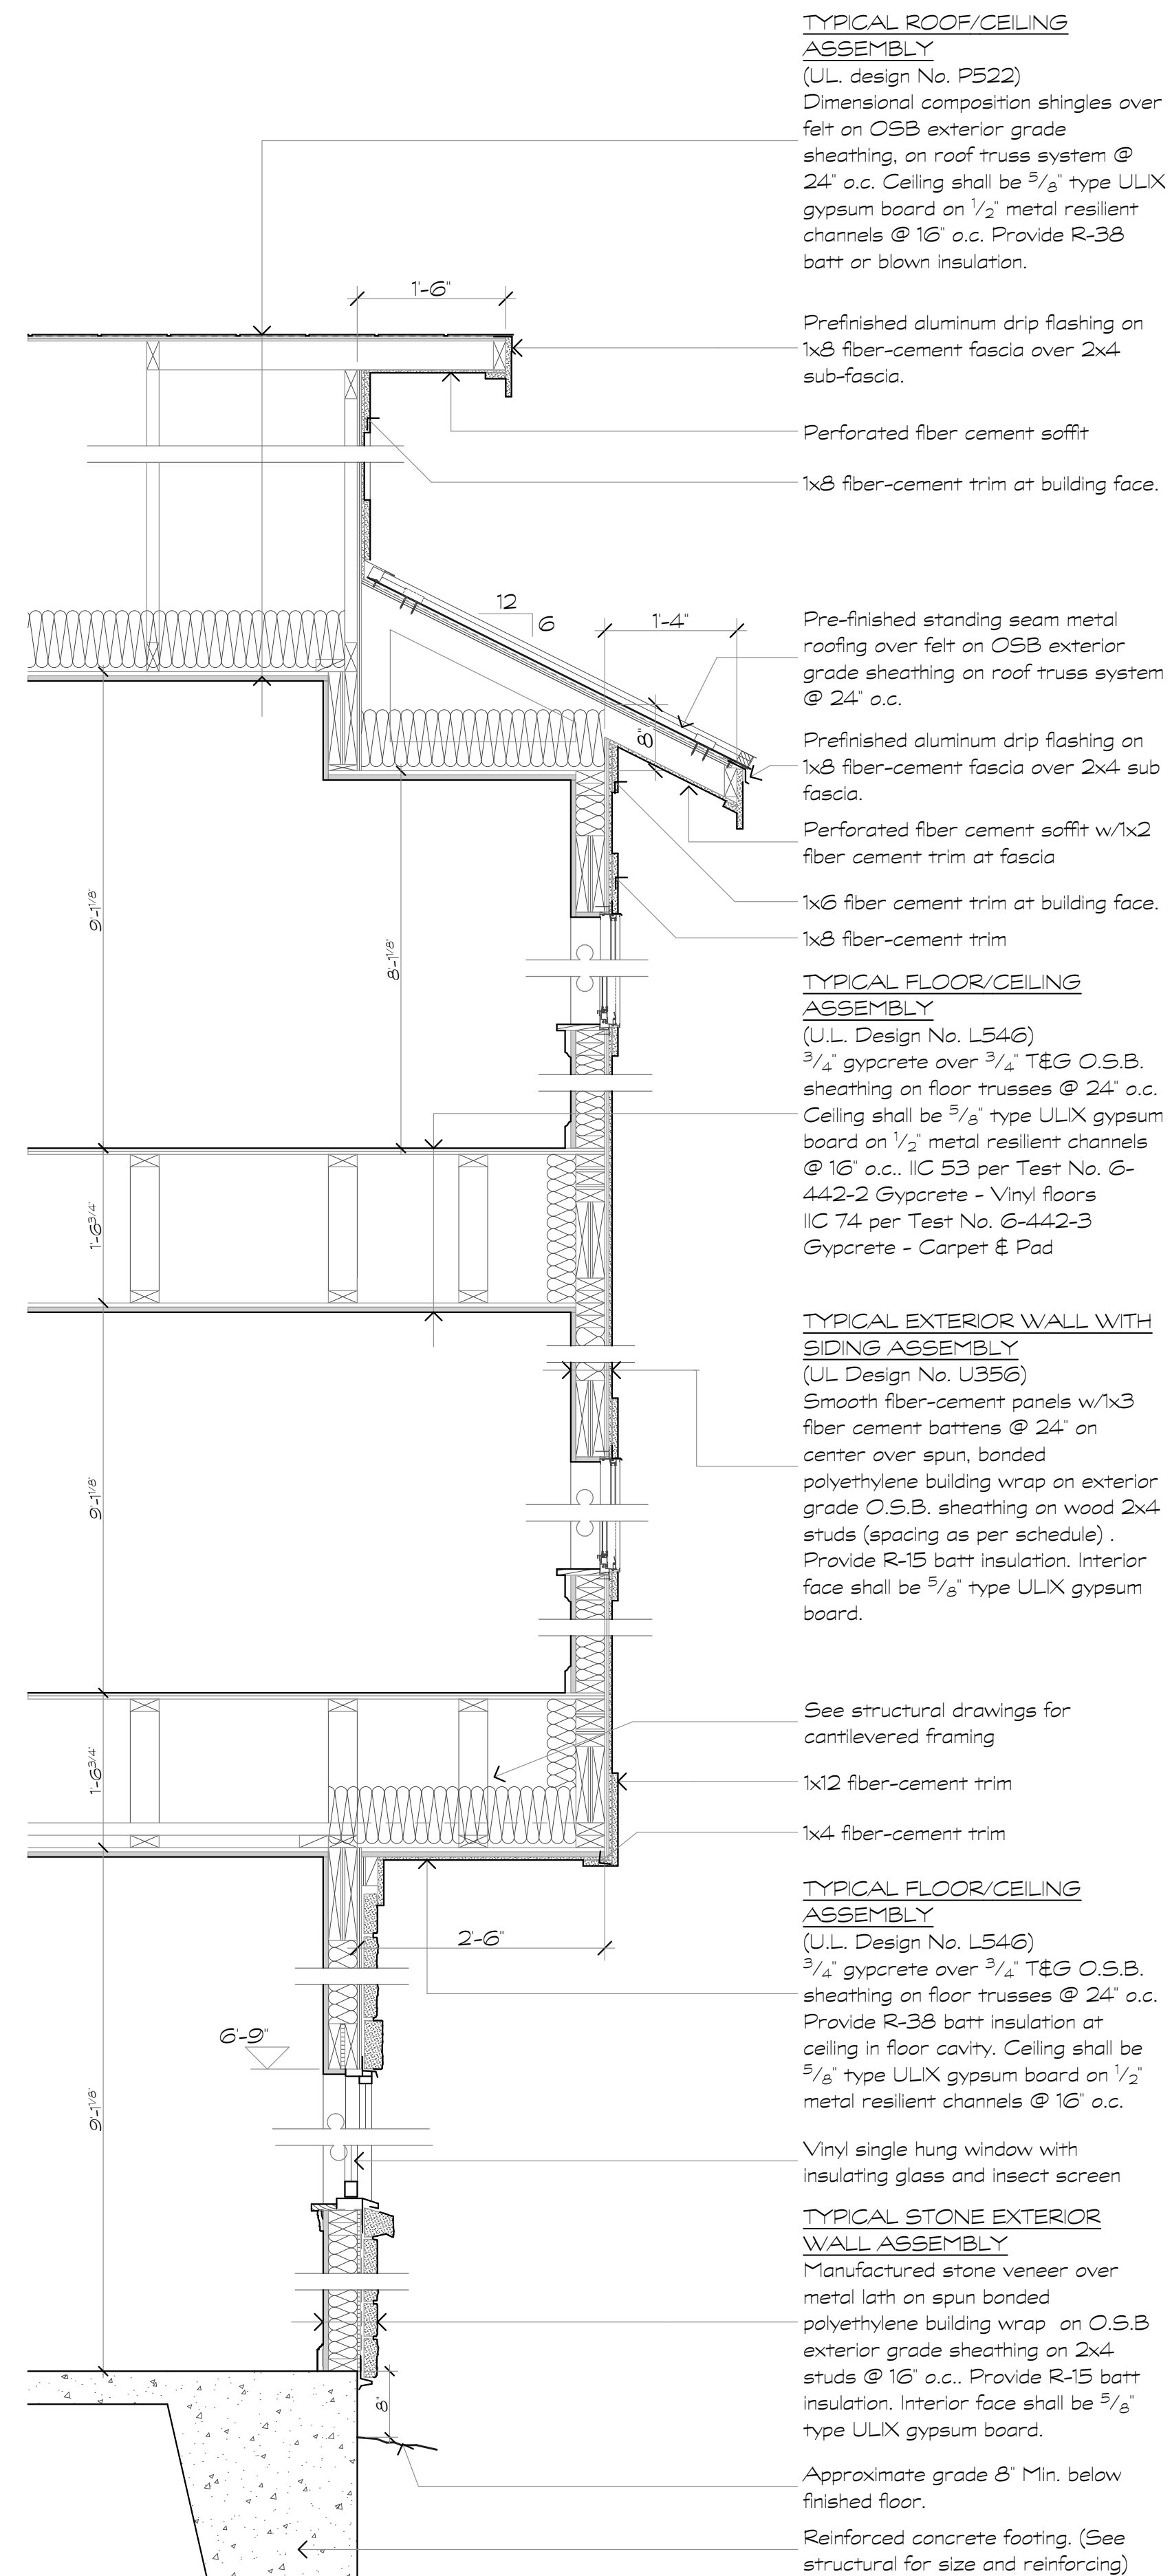 TYPICAL ROOF/CEILING
ASSEMBLY
(UL. design No. P522)
Dimensional composition shingles over
felt on OSB exterior grade
sheathing, on roof truss system @
24" o.c. Ceiling shall be 5/8" type ULIX
gypsum board on 1/2" metal resilient
channels @ 16" o.c. Provide R-38
batt or blown insulation.
1'-6"
Prefinished aluminum drip flashing on
1x8 fiber-cement fascia over 2x4
sub-fascia.
Perforated fiber cement soffit
1x8 fiber-cement trim at building face.
12
6
1'-4"
8"
Pre-finished standing seam metal
roofing over felt on OSB exterior
grade sheathing on roof truss system
@ 24" o.c.
Prefinished aluminum drip flashing on
1x8 fiber-cement fascia over 2x4 sub
fascia.
Perforated fiber cement soffit w/1x2
fiber cement trim at fascia
1x6 fiber cement trim at building face.
1x8 fiber-cement trim
9'-1 1/8"
8'-1 1/8"
TYPICAL FLOOR/CEILING
ASSEMBLY
(U.L. Design No. L546)
3/4" gypcrete over 3/4" T&G O.S.B.
sheathing on floor trusses @ 24" o.c.
Ceiling shall be 5/8" type ULIX gypsum
board on 1/2" metal resilient channels
@ 16" o.c.. IIC 53 per Test No. 6-
442-2 Gypcrete - Vinyl floors
IIC 74 per Test No. 6-442-3
Gypcrete - Carpet & Pad
1'-6 3/4"
TYPICAL EXTERIOR WALL WITH
SIDING ASSEMBLY
(UL Design No. U356)
Smooth fiber-cement panels w/1x3
fiber cement battens @ 24" on
center over spun, bonded
polyethylene building wrap on exterior
grade O.S.B. sheathing on wood 2x4
studs (spacing as per schedule) .
Provide R-15 batt insulation. Interior
face shall be 5/8" type ULIX gypsum
board.
9'-1 1/8"
See structural drawings for
cantilevered framing
1x12 fiber-cement trim
1x4 fiber-cement trim
1'-6 3/4"
TYPICAL FLOOR/CEILING
ASSEMBLY
(U.L. Design No. L546)
3/4" gypcrete over 3/4" T&G O.S.B.
sheathing on floor trusses @ 24" o.c.
Provide R-38 batt insulation at
ceiling in floor cavity. Ceiling shall be
5/8" type ULIX gypsum board on 1/2"
metal resilient channels @ 16" o.c.
2'-6"
6'-9"
9'-1 1/8"
Vinyl single hung window with
insulating glass and insect screen
TYPICAL STONE EXTERIOR
WALL ASSEMBLY
Manufactured stone veneer over
metal lath on spun bonded
polyethylene building wrap on O.S.B
exterior grade sheathing on 2x4
studs @ 16" o.c.. Provide R-15 batt
insulation. Interior face shall be 5/8"
type ULIX gypsum board.
8"
Approximate grade 8" Min. below
finished floor.
Reinforced concrete footing. (See
structural for size and reinforcing)